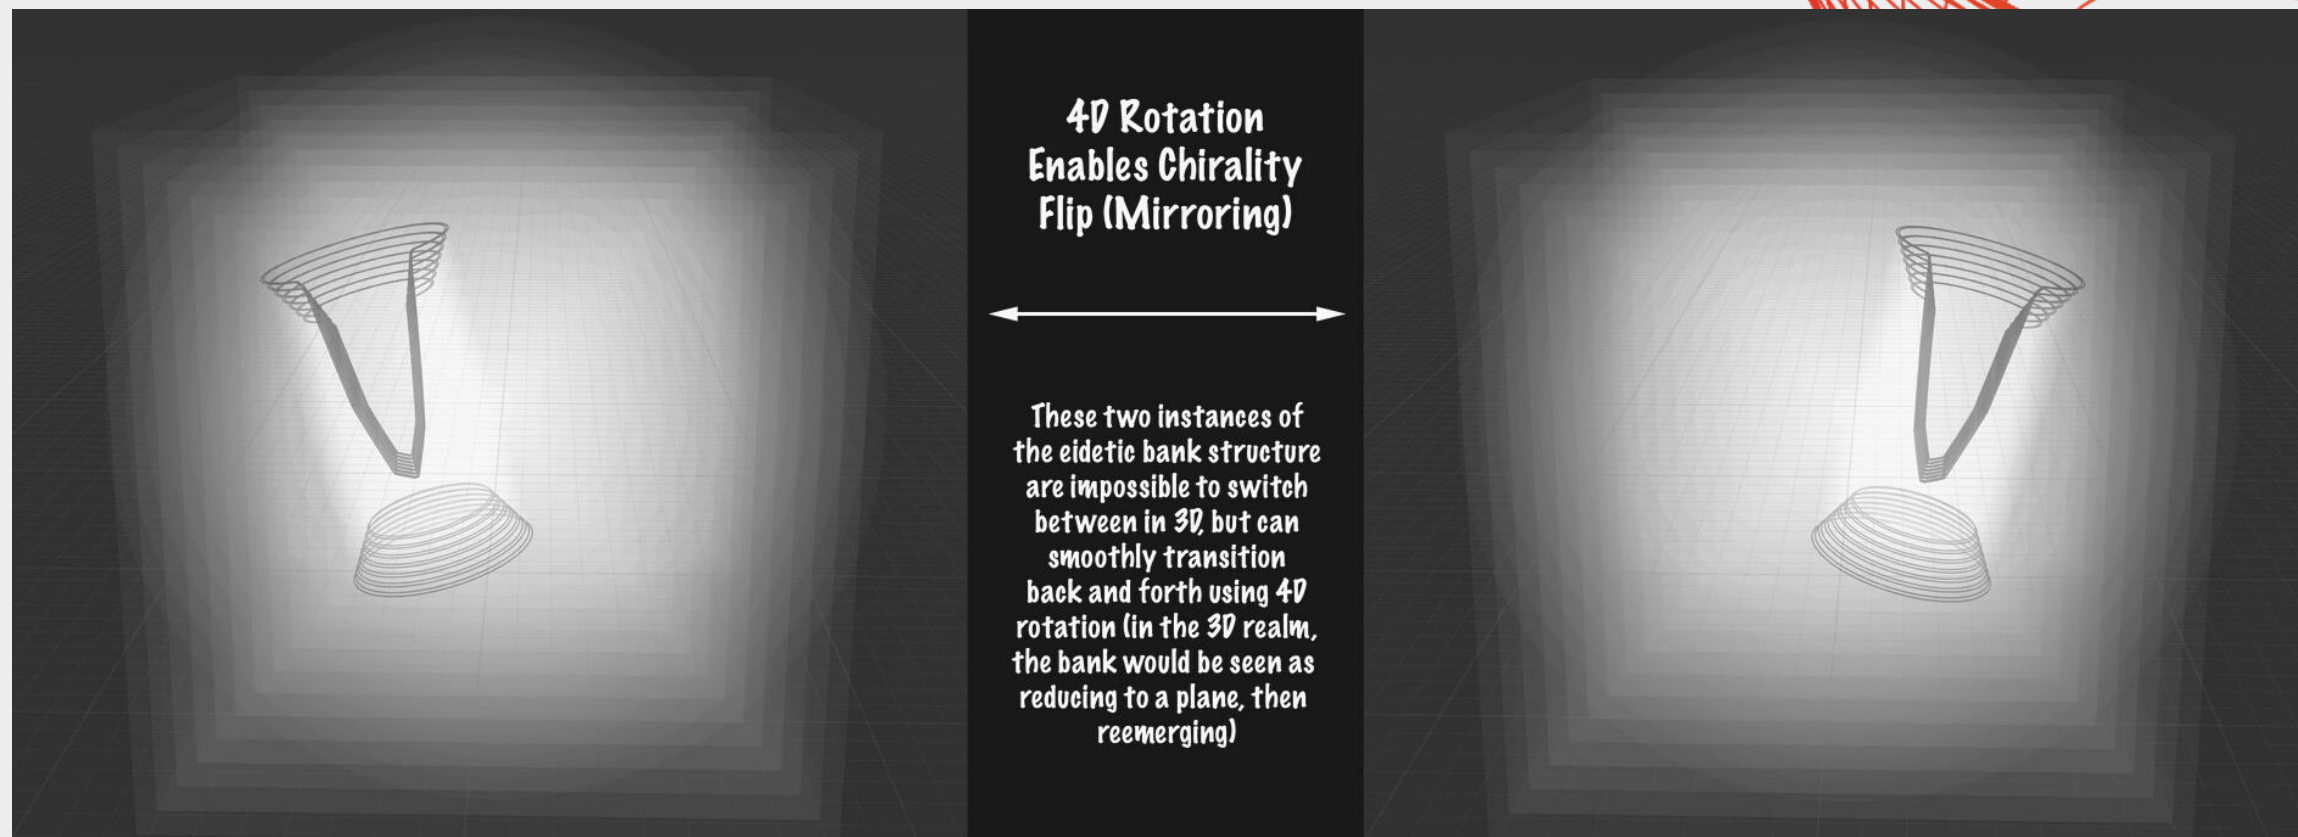 4D Rotation
Enables Chirality
Flip (Mirroring)
These two instances of
the eidetic bank structure
are impossible to switch
between in 3D, but can
smoothly transition
back and forth using 4D
rotation (in the 3D realm,
the bank would be seen as
reducing to a plane, then
reemerging)